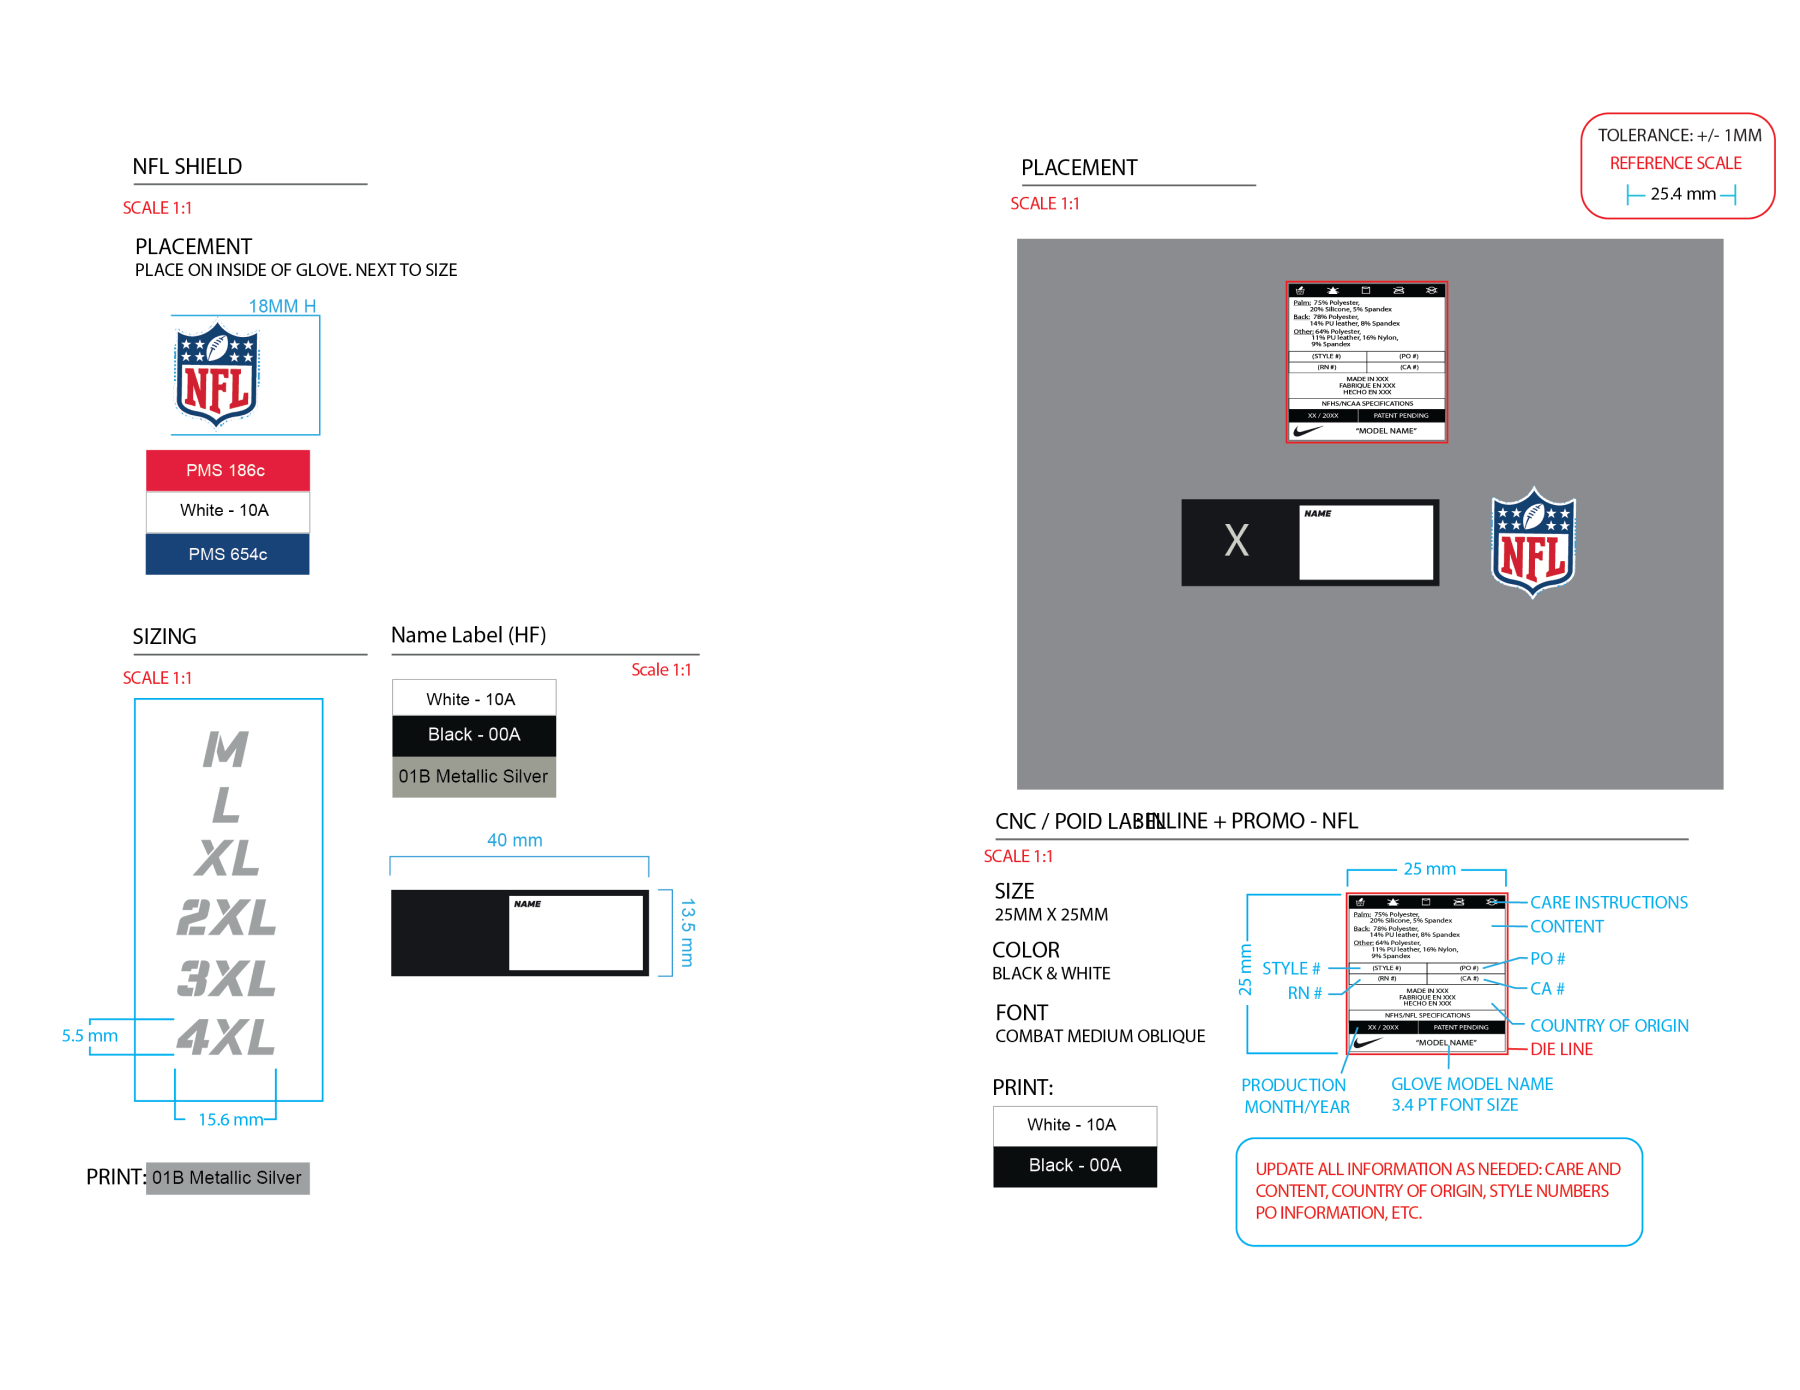 NFL SHIELD
SCALE 1:1
PLACEMENT
PLACE ON INSIDE OF GLOVE. NEXT TO SIZE
18MM H
NFL
PMS 186c
White - 10A
PMS 654c
SIZING
SCALE 1:1
M
L
XL
2XL
3XL
4XL
5.5 mm
15.6 mm
PRINT: 01B Metallic Silver
Name Label (HF)
Scale 1:1
White - 10A
Black - 00A
01B Metallic Silver
40 mm
NAME
13.5 mm
TOLERANCE: +/- 1MM
REFERENCE SCALE
25.4 mm
PLACEMENT
SCALE 1:1
Palm: 75% Polyester,
20% Silicone, 5% Spandex
Back: 78% Polyester,
14% PU leather, 8% Spandex
Other: 64% Polyester,
11% PU leather, 16% Nylon,
9% Spandex
(STYLE #) (PO #)
(RN #) (CA #)
MADE IN XXX
FABRIQUE EN XXX
HECHO EN XXX
NFHS/NCAA SPECIFICATIONS
XX / 20XX PATENT PENDING
"MODEL NAME"
X
NAME
NFL
CNC / POID LABEL: INLINE + PROMO - NFL
SCALE 1:1
SIZE
25MM X 25MM
COLOR
BLACK & WHITE
FONT
COMBAT MEDIUM OBLIQUE
PRINT:
White - 10A
Black - 00A
25 mm
25 mm
Palm: 75% Polyester,
20% Silicone, 5% Spandex
Back: 78% Polyester,
14% PU leather, 8% Spandex
Other: 64% Polyester,
11% PU leather, 16% Nylon,
9% Spandex
(STYLE #) (PO #)
(RN #) (CA #)
MADE IN XXX
FABRIQUE EN XXX
HECHO EN XXX
NFHS/NFL SPECIFICATIONS
XX / 20XX PATENT PENDING
"MODEL NAME"
CARE INSTRUCTIONS
CONTENT
STYLE #
PO #
RN #
CA #
COUNTRY OF ORIGIN
DIE LINE
PRODUCTION
MONTH/YEAR
GLOVE MODEL NAME
3.4 PT FONT SIZE
UPDATE ALL INFORMATION AS NEEDED: CARE AND
CONTENT, COUNTRY OF ORIGIN, STYLE NUMBERS
PO INFORMATION, ETC.